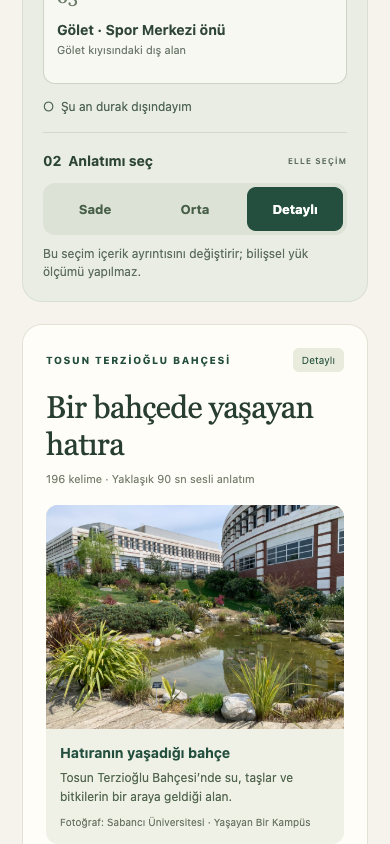 Gölet · Spor Merkezi önü
Gölet kıyısındaki dış alan
Şu an durak dışındayım
02 Anlatımı seç
ELLE SEÇİM
Sade
Orta
Detaylı
Bu seçim içerik ayrıntısını değiştirir; bilişsel yük
ölçümü yapılmaz.
TOSUN TERZİOĞLU BAHÇESİ
Detaylı
Bir bahçede yaşayan
hatıra
196 kelime · Yaklaşık 90 sn sesli anlatım
Hatıranın yaşadığı bahçe
Tosun Terzioğlu Bahçesi’nde su, taşlar ve
bitkilerin bir araya geldiği alan.
Fotoğraf: Sabancı Üniversitesi · Yaşayan Bir Kampüs